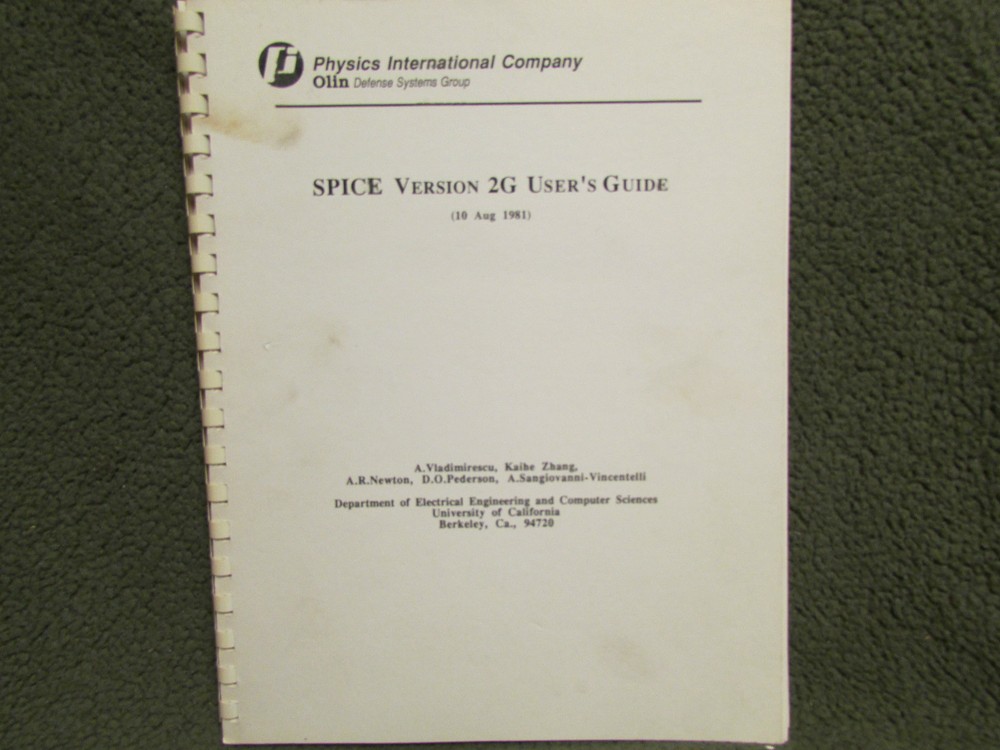 Physics International Company
Olin Defense Systems Group
SPICE VERSION 2G USER'S GUIDE
(10 Aug 1981)
A.Vladimirescu, Kaihe Zhang,
A.R.Newton, D.O.Pederson, A.Sangiovanni-Vincentelli
Department of Electrical Engineering and Computer Sciences
University of California
Berkeley, Ca., 94720